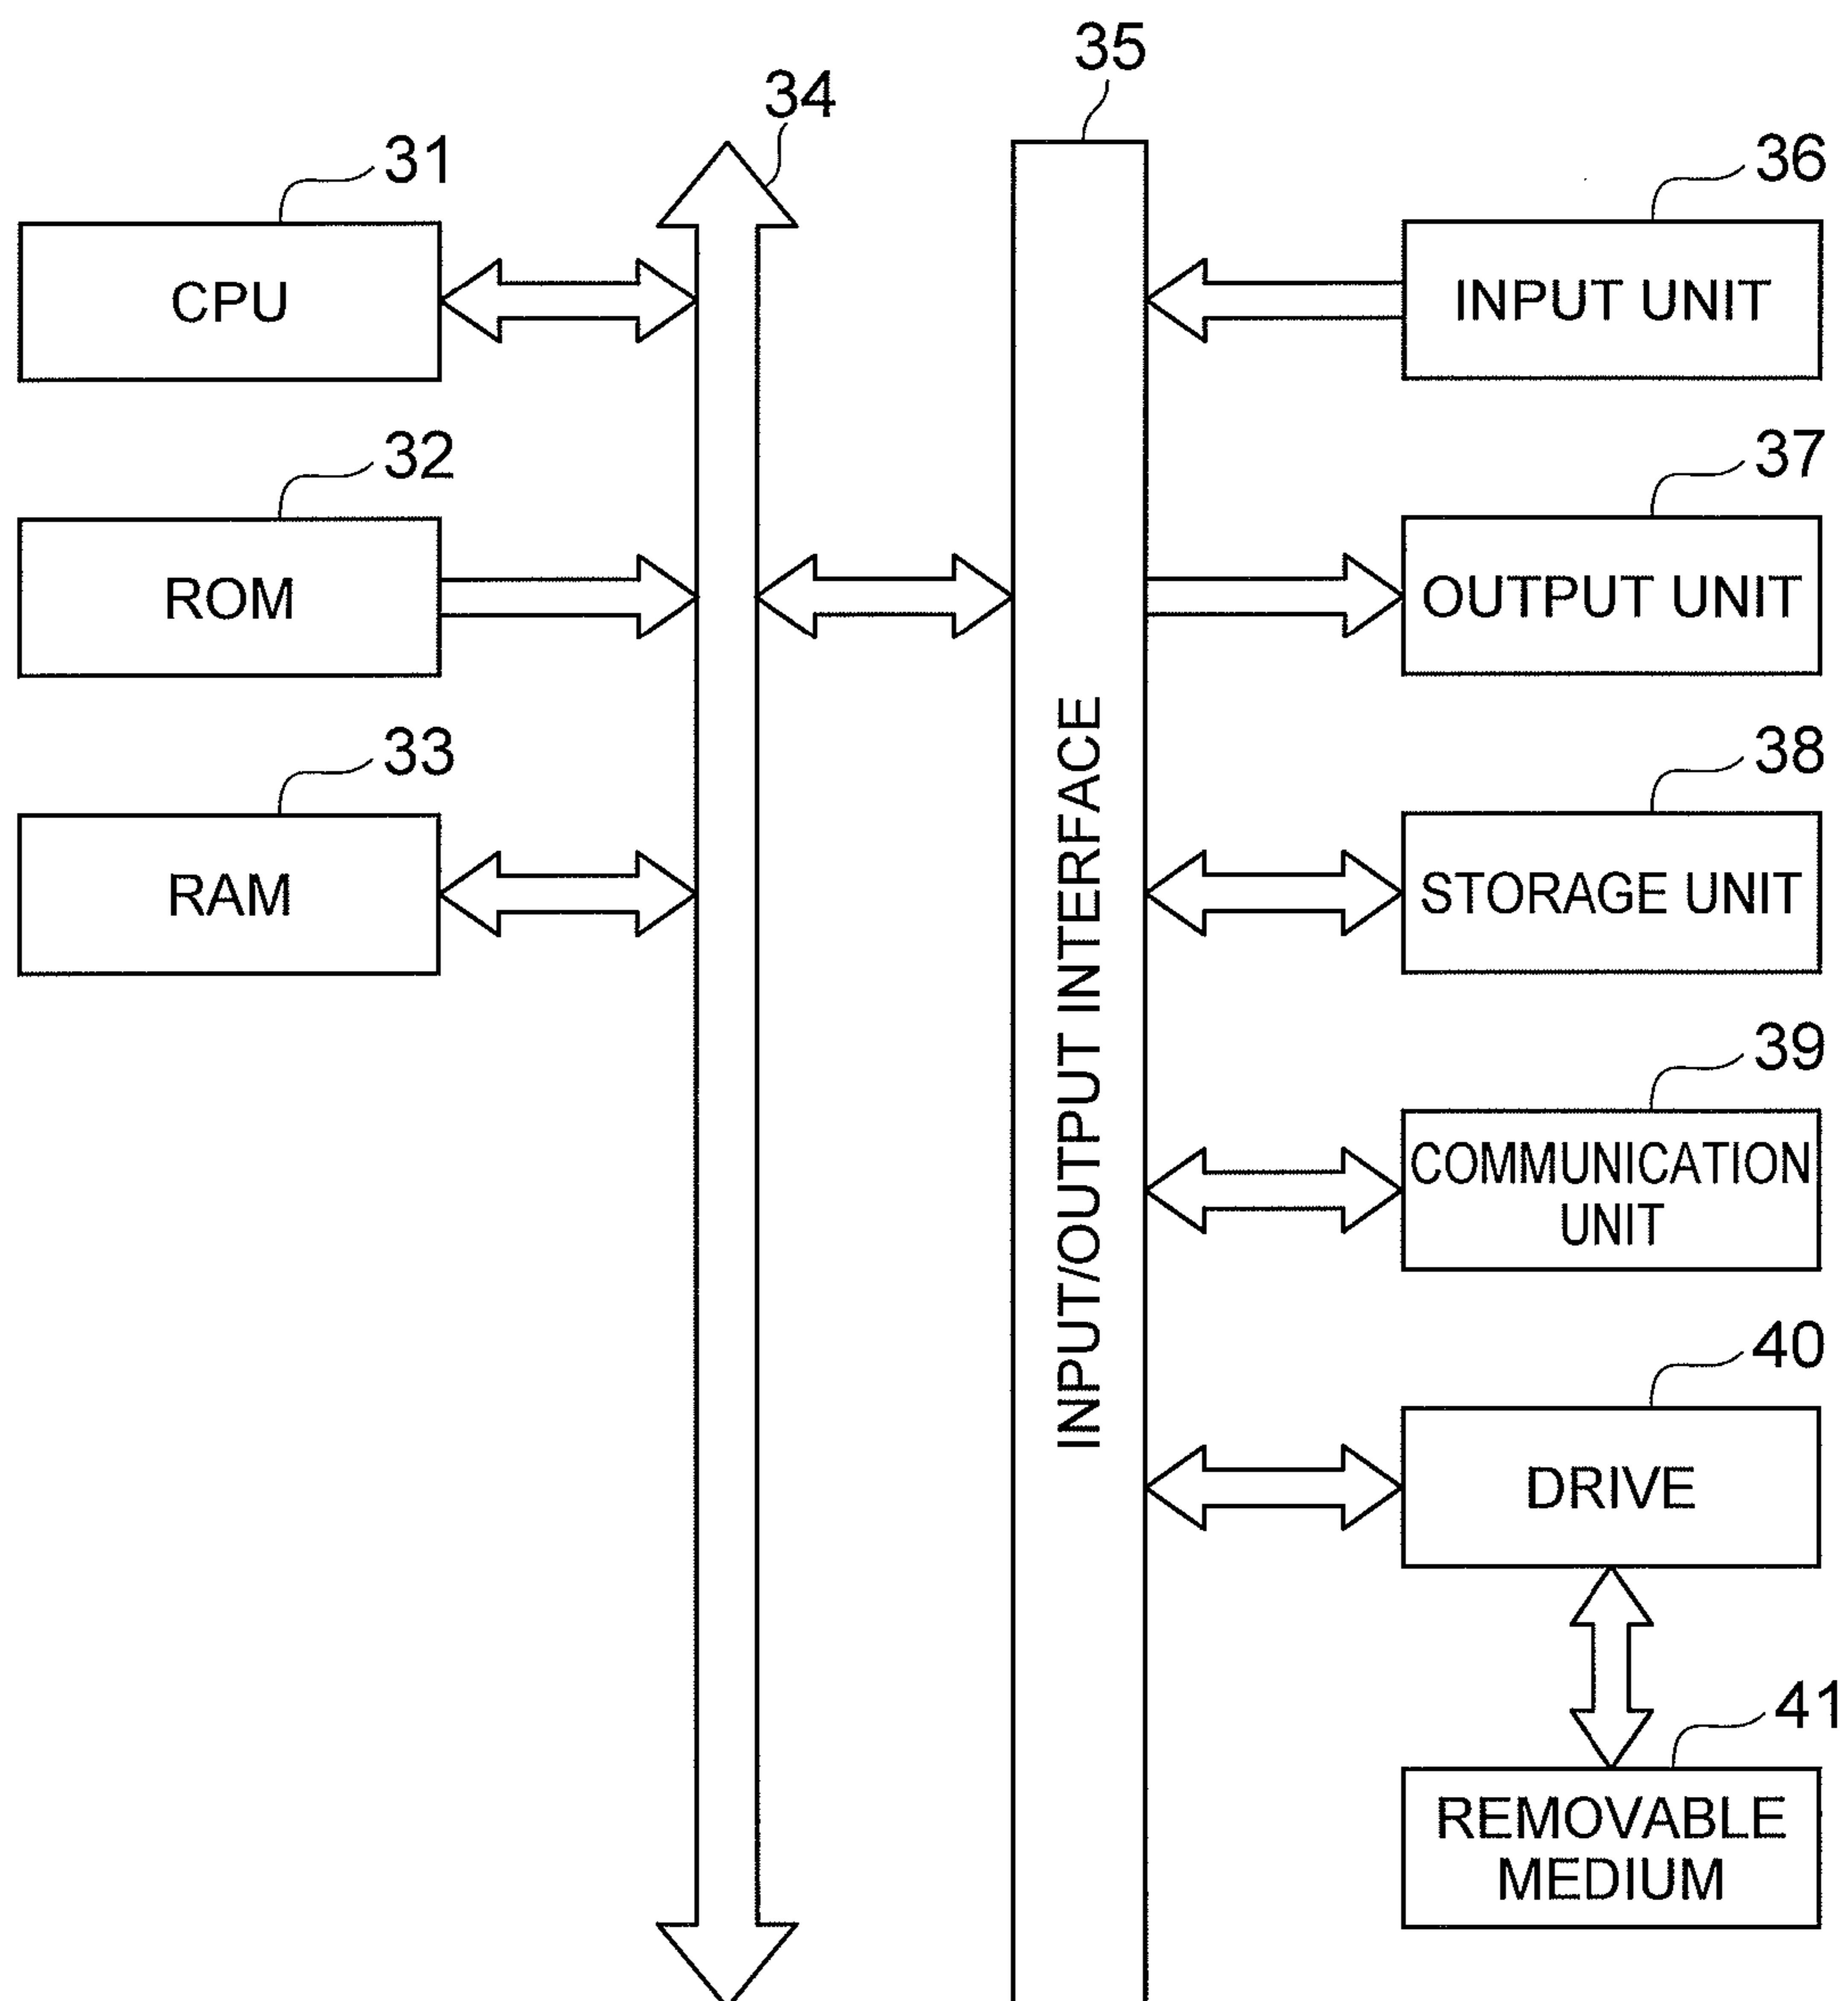 35
34
31
36
CPU
INPUT UNIT
32
37
ROM
OUTPUT UNIT
33
38
RAM
STORAGE UNIT
INPUT/OUTPUT INTERFACE
39
COMMUNICATION
UNIT
40
DRIVE
41
REMOVABLE
MEDIUM